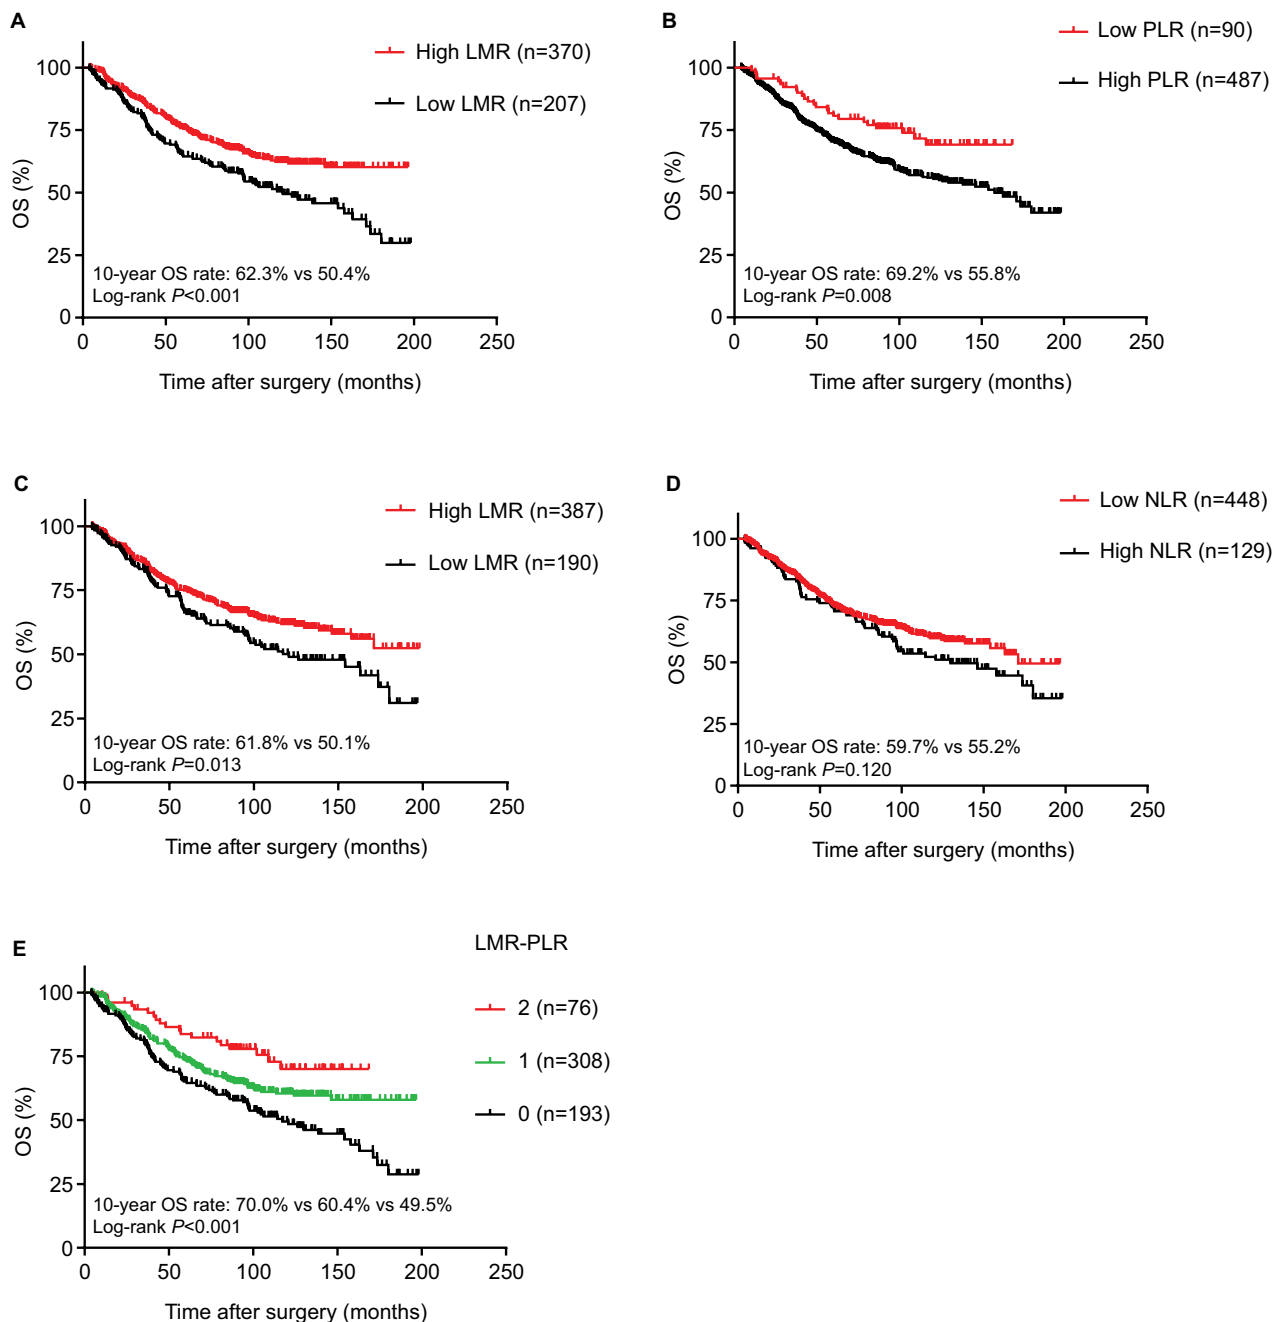 A
High LMR (n=370)
Low LMR (n=207)
100
75
50
25
0
OS (%)
10-year OS rate: 62.3% vs 50.4%
Log-rank P<0.001
0 50 100 150 200 250
Time after surgery (months)
B
Low PLR (n=90)
High PLR (n=487)
100
75
50
25
0
OS (%)
10-year OS rate: 69.2% vs 55.8%
Log-rank P=0.008
0 50 100 150 200 250
Time after surgery (months)
C
High LMR (n=387)
Low LMR (n=190)
100
75
50
25
0
OS (%)
10-year OS rate: 61.8% vs 50.1%
Log-rank P=0.013
0 50 100 150 200 250
Time after surgery (months)
D
Low NLR (n=448)
High NLR (n=129)
100
75
50
25
0
OS (%)
10-year OS rate: 59.7% vs 55.2%
Log-rank P=0.120
0 50 100 150 200 250
Time after surgery (months)
E
LMR-PLR
2 (n=76)
1 (n=308)
0 (n=193)
100
75
50
25
0
OS (%)
10-year OS rate: 70.0% vs 60.4% vs 49.5%
Log-rank P<0.001
0 50 100 150 200 250
Time after surgery (months)